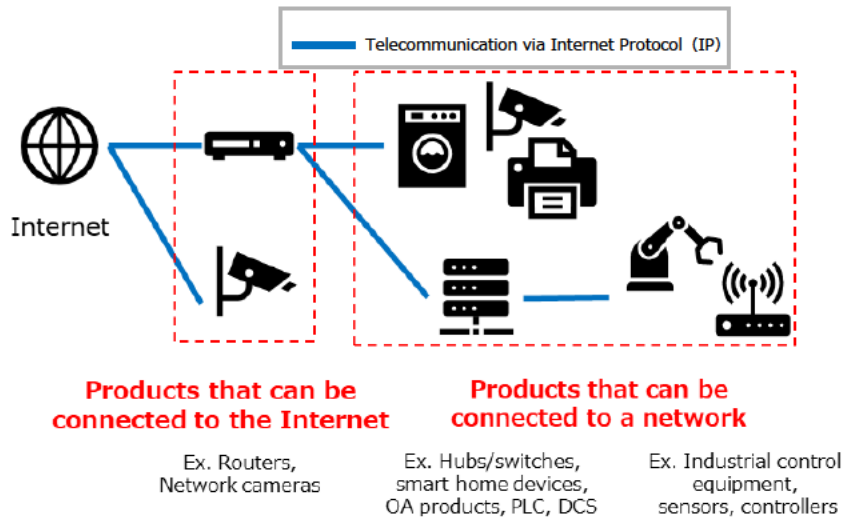 Telecommunication via Internet Protocol (IP)
Internet
Products that can be
connected to the Internet
Products that can be
connected to a network
Ex. Routers,
Network cameras
Ex. Hubs/switches,
smart home devices,
OA products, PLC, DCS
Ex. Industrial control
equipment,
sensors, controllers